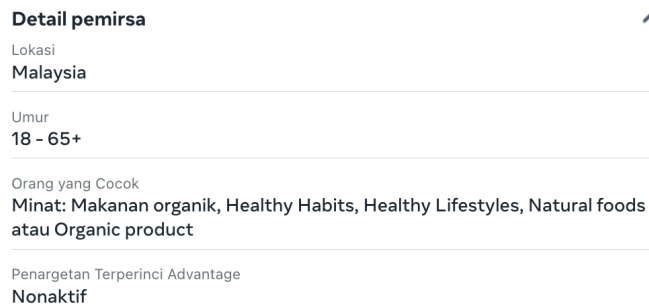 Detail pemirsa
Lokasi
Malaysia
Umur
18 - 65+
Orang yang Cocok
Minat: Makanan organik, Healthy Habits, Healthy Lifestyles, Natural foods
atau Organic product
Penargetan Terperinci Advantage
Nonaktif